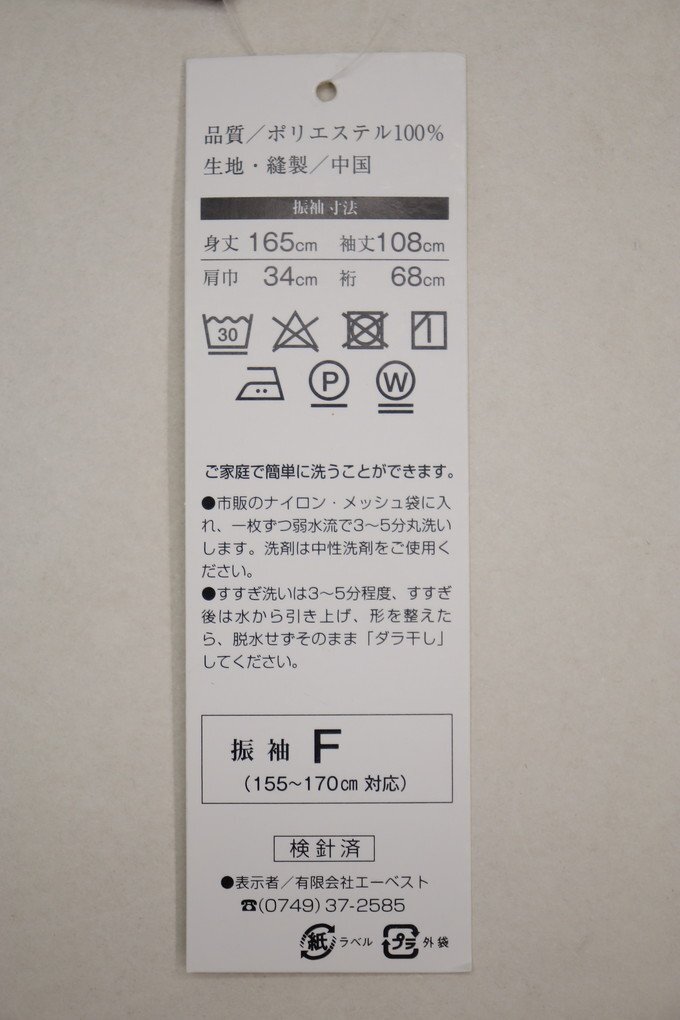 品質／ポリエステル100%
生地・縫製／中国
振袖寸法
身丈 165cm 袖丈108cm
肩巾 34cm 裄 68cm
30
P W
ご家庭で簡単に洗うことができます。
●市販のナイロン・メッシュ袋に入
れ、一枚ずつ弱水流で3〜5分丸洗い
します。洗剤は中性洗剤をご使用く
ださい。
●すすぎ洗いは3〜5分程度、すすぎ
後は水から引き上げ、形を整えた
ら、脱水せずそのまま「ダラ干し」
してください。
振袖 F
（155〜170㎝ 対応）
検針済
●表示者／有限会社エーベスト
☎(0749)37-2585
紙 ラベル プラ 外袋